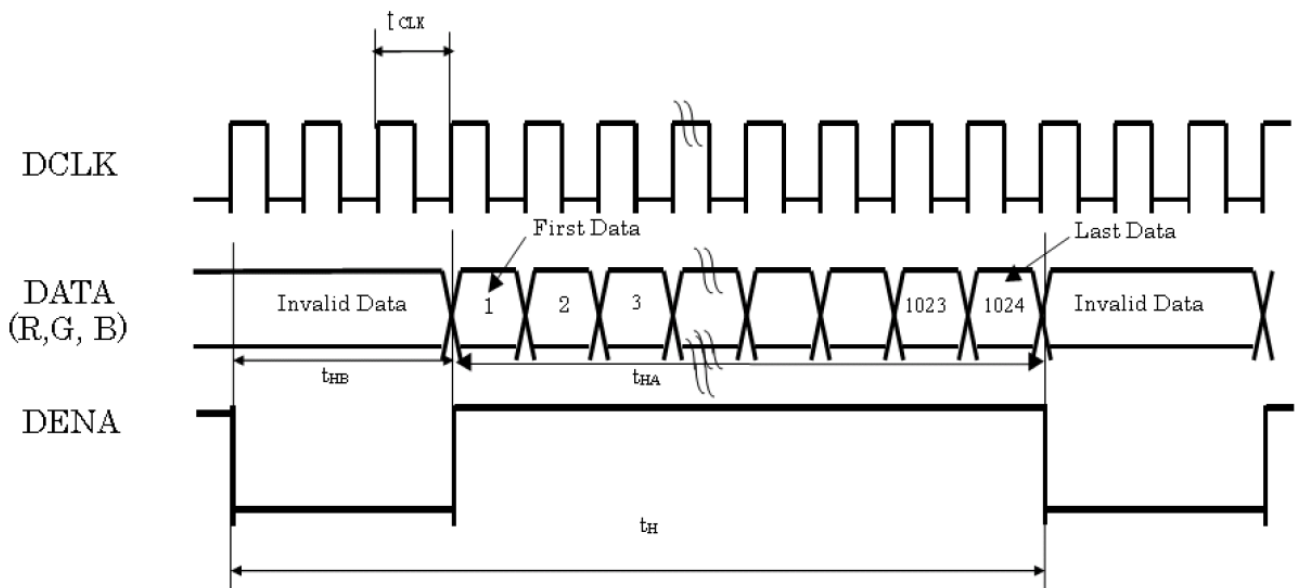 t CLK
DCLK
First Data
Last Data
DATA
(R,G, B)
Invalid Data
1
2
3
1023
1024
Invalid Data
tHB
tHA
DENA
tH